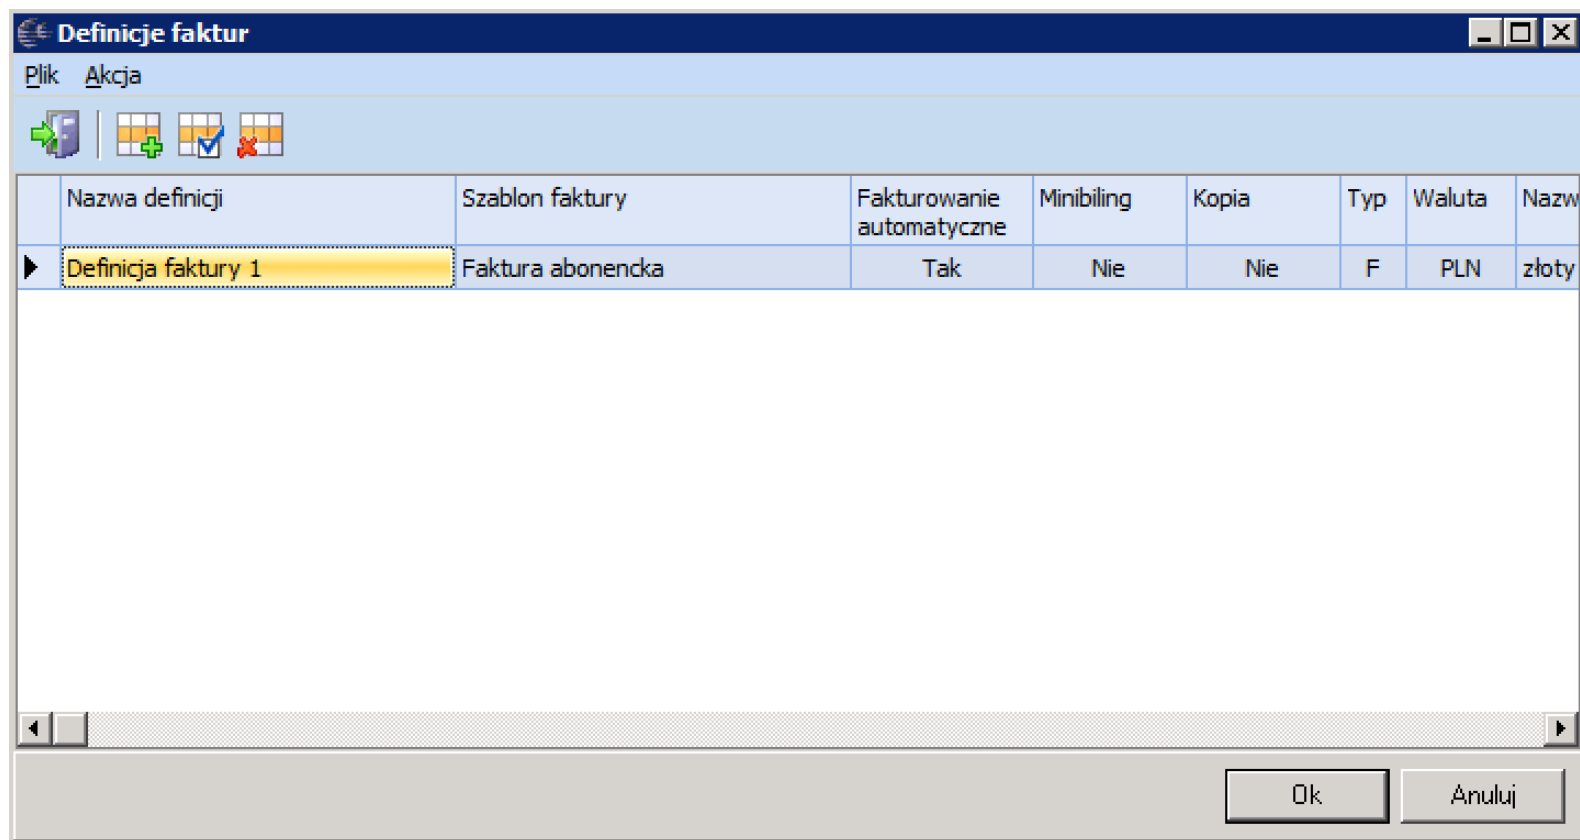 Definicje faktur
Plik Akcja
Nazwa definicji Szablon faktury Fakturowanie automatyczne Minibiling Kopia Typ Waluta Nazw
Definicja faktury 1 Faktura abonencka Tak Nie Nie F PLN złoty
Ok Anuluj